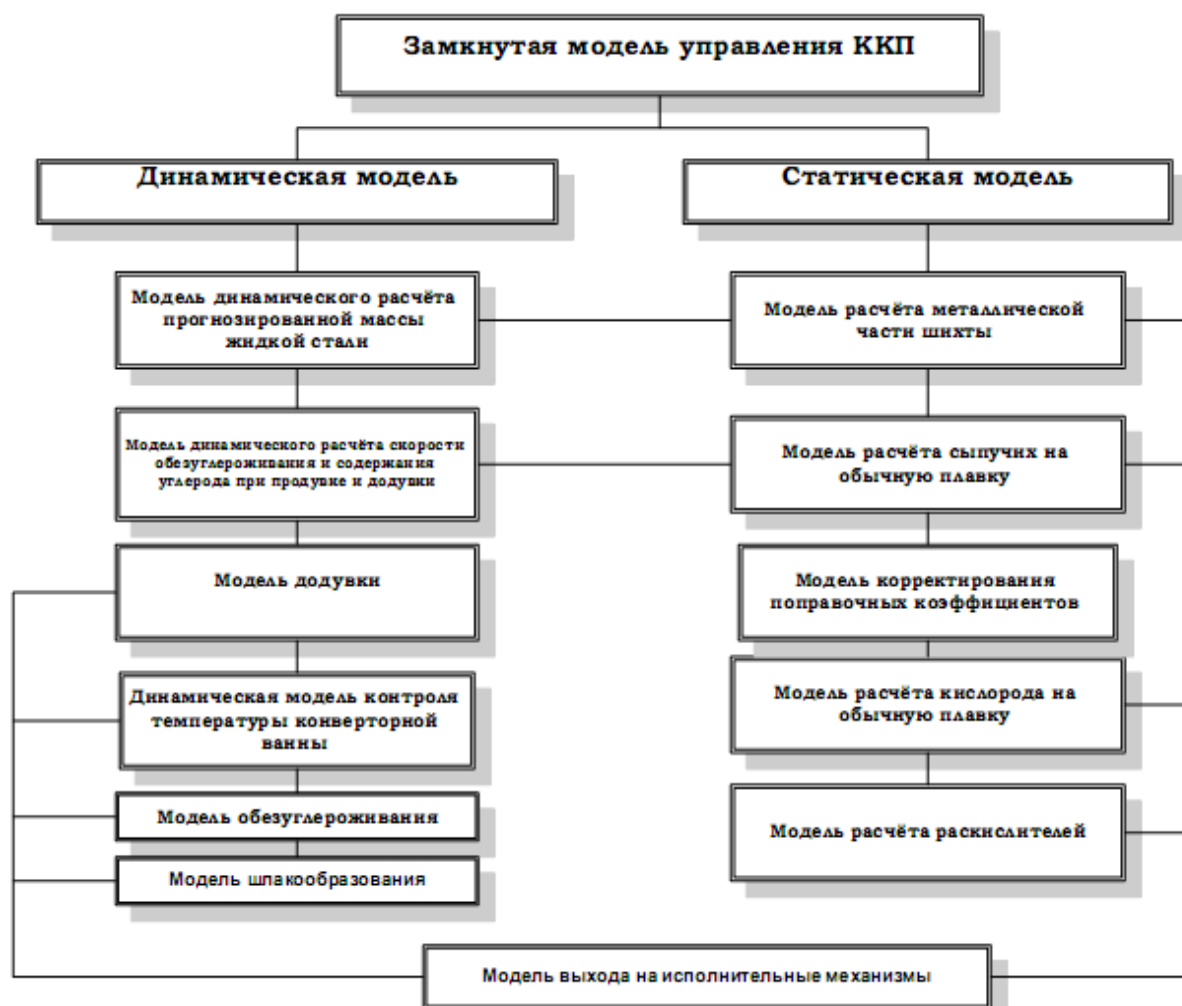 Замкнутая модель управления ККП
Динамическая модель
Статическая модель
Модель динамического расчёта
прогнозированной массы
жидкой стали
Модель расчёта металлической
части шихты
Модель динамического расчёта скорости
обезуглероживания и содержания
углерода при продувке и додувки
Модель расчёта сыпучих на
обычную плавку
Модель додувки
Модель корректирования
поправочных коэффициентов
Динамическая модель контроля
температуры конверторной
ванны
Модель расчёта кислорода на
обычную плавку
Модель обезуглероживания
Модель расчёта раскислителей
Модель шлакообразования
Модель выхода на исполнительные механизмы